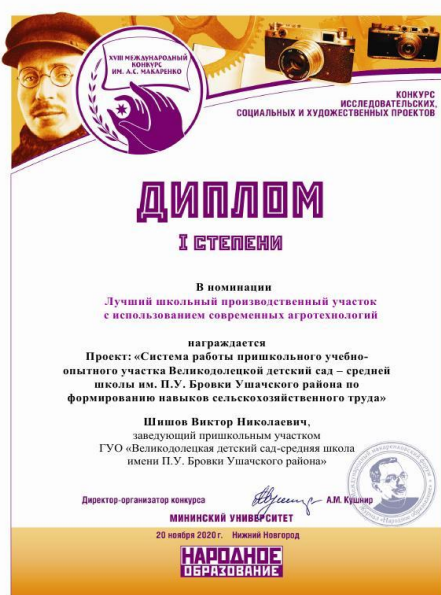 XVIII МЕЖДУНАРОДНЫЙ
КОНКУРС
ИМ. А.С. МАКАРЕНКО
КОНКУРС
ИССЛЕДОВАТЕЛЬСКИХ,
СОЦИАЛЬНЫХ И ХУДОЖЕСТВЕННЫХ ПРОЕКТОВ
ДИПЛОМ
I СТЕПЕНИ
В номинации
Лучший школьный производственный участок
с использованием современных агротехнологий
награждается
Проект: «Система работы пришкольного учебно-
опытного участка Великодолецкой детский сад – средней
школы им. П.У. Бровки Ушачского района по
формированию навыков сельскохозяйственного труда»
Шишов Виктор Николаевич,
заведующий пришкольным участком
ГУО «Великодолецкая детский сад-средняя школа
имени П.У. Бровки Ушачского района»
Директор-организатор конкурса А.М. Кушнир
МИНИНСКИЙ УНИВЕРСИТЕТ
20 ноября 2020 г. Нижний Новгород
НАРОДНОЕ
ОБРАЗОВАНИЕ